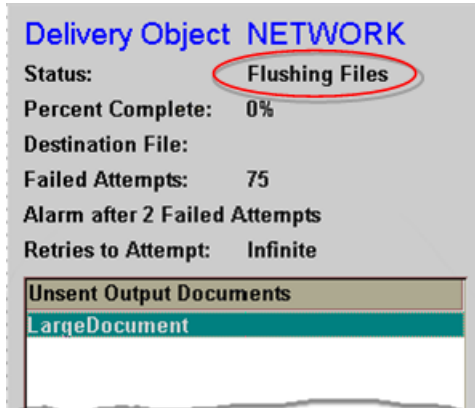 Delivery Object NETWORK
Status: Flushing Files
Percent Complete: 0%
Destination File:
Failed Attempts: 75
Alarm after 2 Failed Attempts
Retries to Attempt: Infinite
Unsent Output Documents
LargeDocument